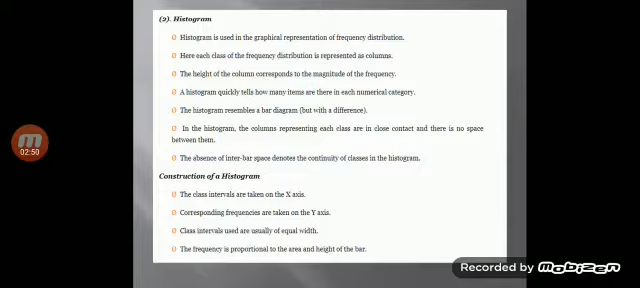 (2). Histogram
Histogram is used in the graphical representation of frequency distribution.
Here each class of the frequency distribution is represented as columns.
The height of the column corresponds to the magnitude of the frequency.
A histogram quickly tells how many items are there in each numerical category.
The histogram resembles a bar diagram (but with a difference).
In the histogram, the columns representing each class are in close contact and there is no space
between them.
The absence of inter-bar space denotes the continuity of classes in the histogram.
Construction of a Histogram
The class intervals are taken on the X axis.
Corresponding frequencies are taken on the Y axis.
Class intervals used are usually of equal width.
The frequency is proportional to the area and height of the bar.
02:50
Recorded by Mobizen